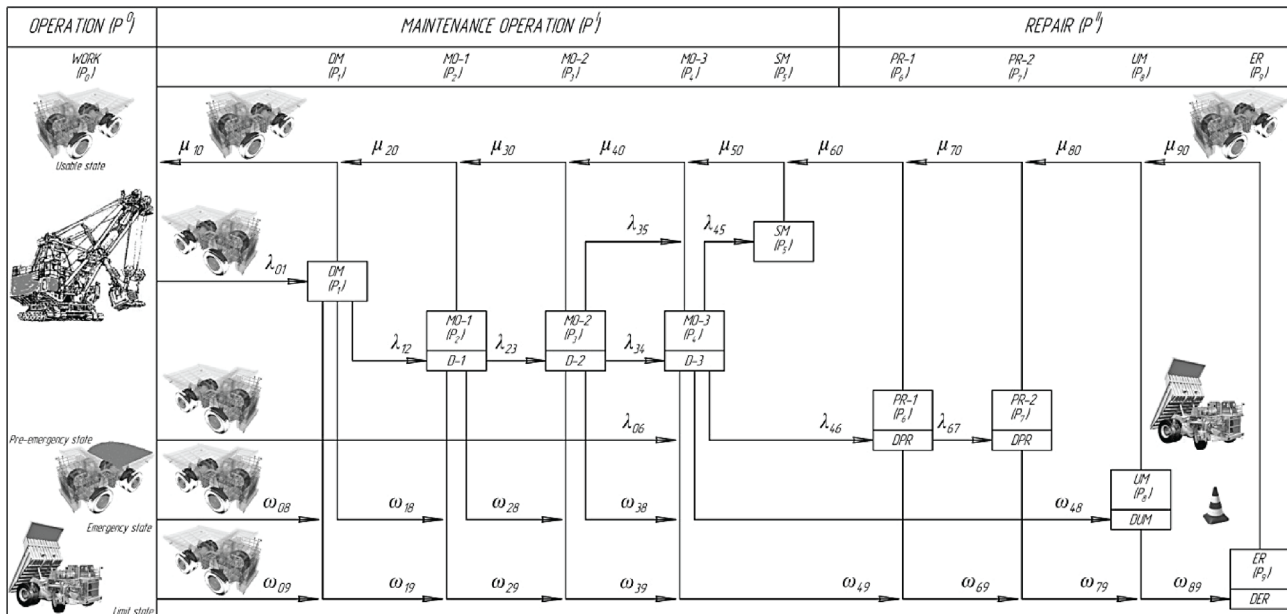 OPERATION (P⁰)
MAINTENANCE OPERATION (Pᴵ)
REPAIR (Pᴵᴵ)
WORK
(P₀)
DM
(P₁)
MO-1
(P₂)
MO-2
(P₃)
MO-3
(P₄)
SM
(P₅)
PR-1
(P₆)
PR-2
(P₇)
UM
(P₈)
ER
(P₉)
μ₁₀
μ₂₀
μ₃₀
μ₄₀
μ₅₀
μ₆₀
μ₇₀
μ₈₀
μ₉₀
Usable state
λ₃₅
λ₄₅
SM
(P₅)
λ₀₁
DM
(P₁)
λ₁₂
MO-1
(P₂)
D-1
λ₂₃
MO-2
(P₃)
D-2
λ₃₄
MO-3
(P₄)
D-3
Pre-emergency state
λ₀₆
λ₄₆
PR-1
(P₆)
DPR
λ₆₇
PR-2
(P₇)
DPR
Emergency state
ω₀₈
ω₁₈
ω₂₈
ω₃₈
ω₄₈
UM
(P₈)
DUM
Limit state
ω₀₉
ω₁₉
ω₂₉
ω₃₉
ω₄₉
ω₆₉
ω₇₉
ω₈₉
ER
(P₉)
DER